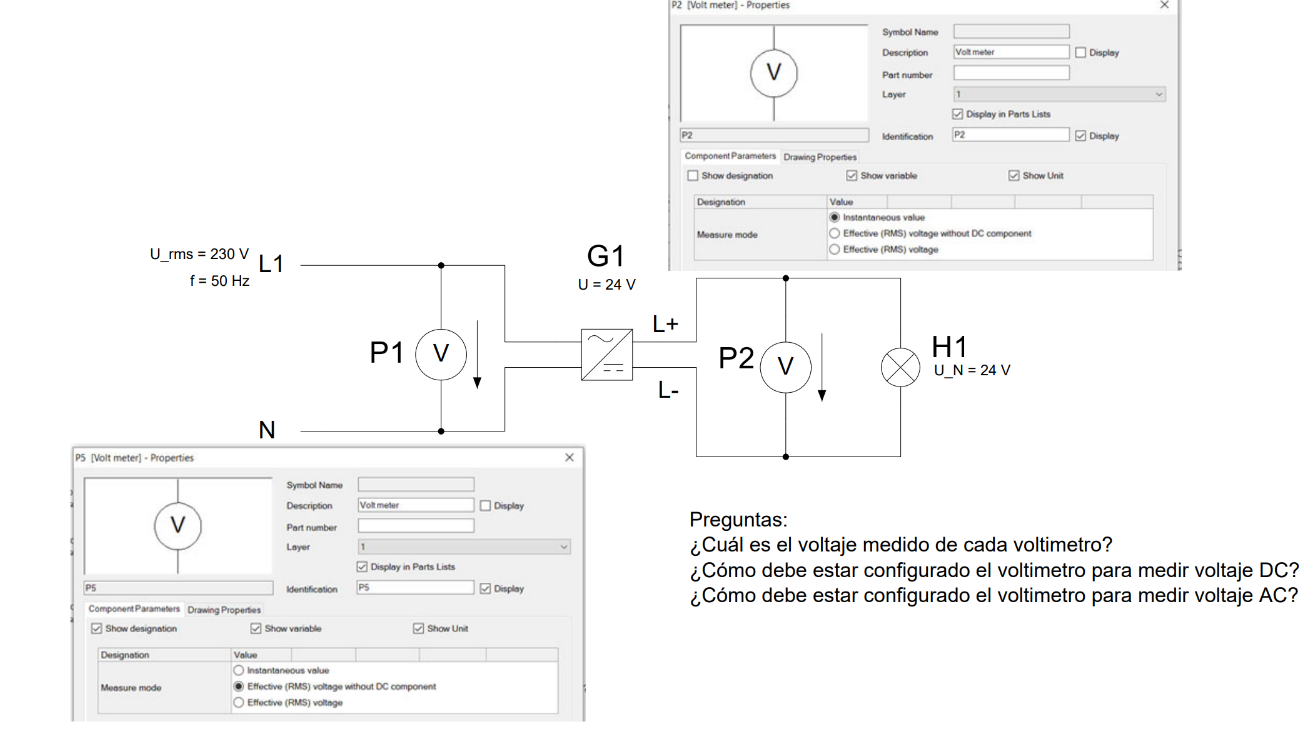 P2 [Volt meter] - Properties
V
Symbol Name
Description Volt meter Display
Part number
Layer 1
Display in Parts Lists
P2
Identification P2 Display
Component Parameters Drawing Properties
Show designation Show variable Show Unit
Designation Value
Measure mode
Instantaneous value
Effective (RMS) voltage without DC component
Effective (RMS) voltage
U_rms = 230 V
f = 50 Hz
L1
G1
U = 24 V
L+
L-
P1 V
P2 V
H1
U_N = 24 V
N
P5 [Volt meter] - Properties
V
Symbol Name
Description Volt meter Display
Part number
Layer 1
Display in Parts Lists
P5
Identification P5 Display
Component Parameters Drawing Properties
Show designation Show variable Show Unit
Designation Value
Measure mode
Instantaneous value
Effective (RMS) voltage without DC component
Effective (RMS) voltage
Preguntas:
¿Cuál es el voltaje medido de cada voltimetro?
¿Cómo debe estar configurado el voltimetro para medir voltaje DC?
¿Cómo debe estar configurado el voltimetro para medir voltaje AC?